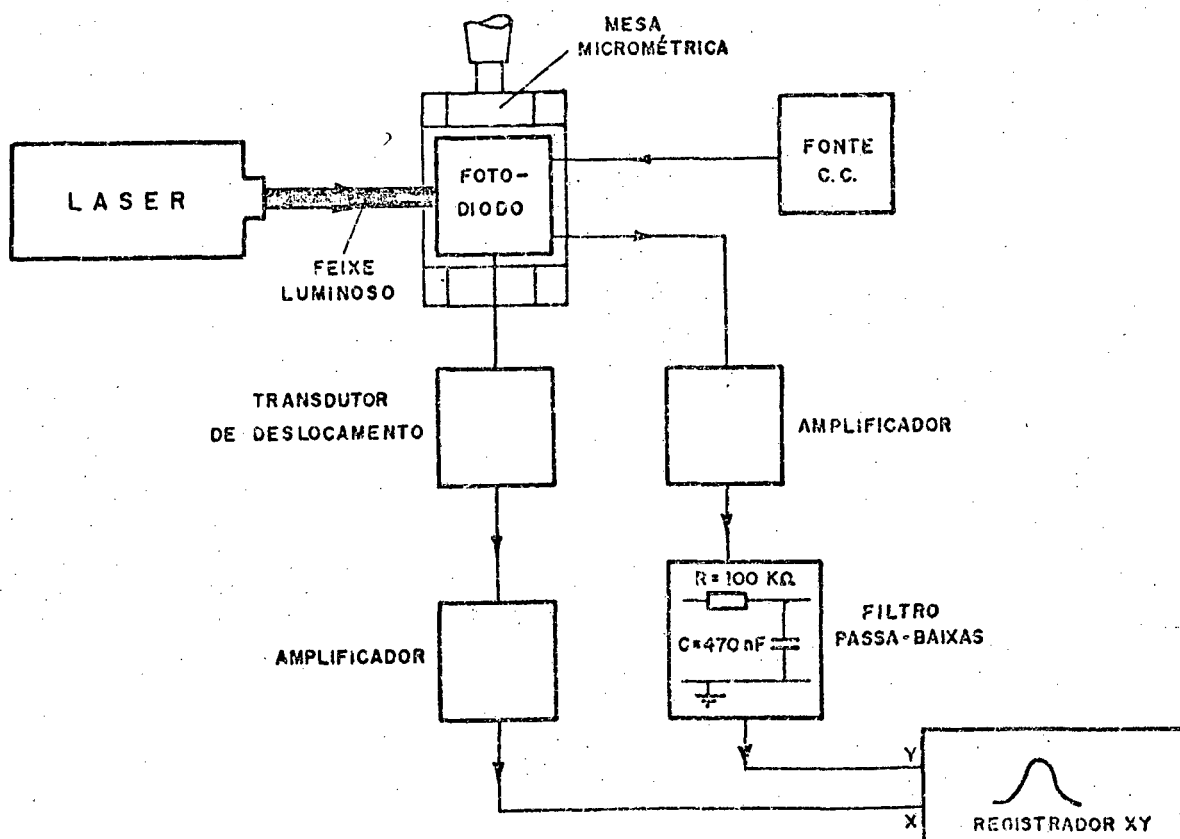 MESA
MICROMÉTRICA
LASER
FOTO-
DIODO
FONTE
C.C.
FEIXE
LUMINOSO
TRANSDUTOR
DE DESLOCAMENTO
AMPLIFICADOR
R = 100 KΩ
C = 470 nF
FILTRO
PASSA-BAIXAS
AMPLIFICADOR
Y
X
REGISTRADOR XY